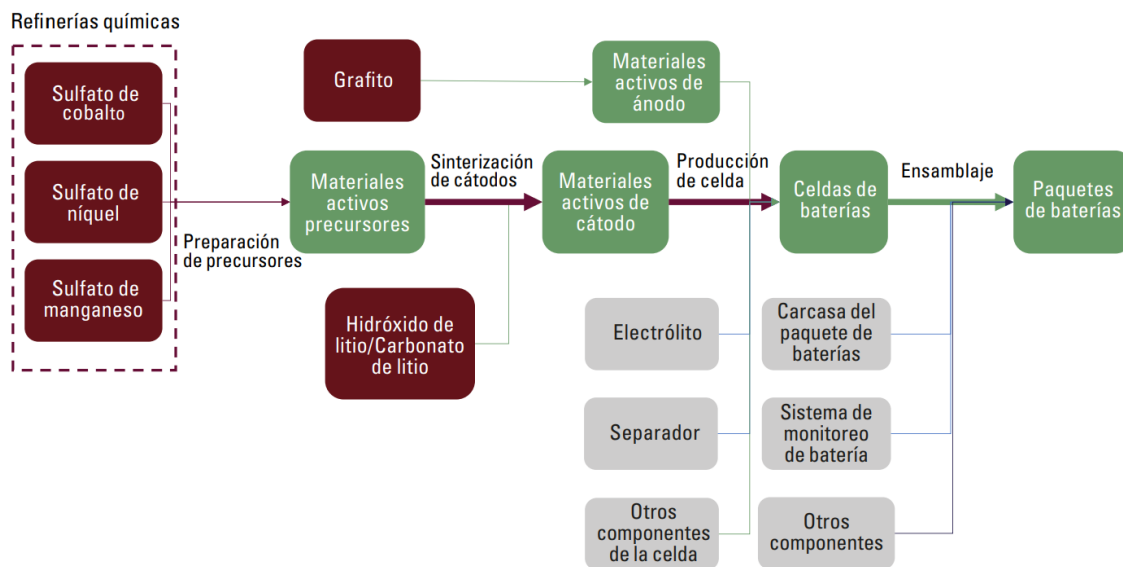 Refinerías químicas
Sulfato de
cobalto
Sulfato de
níquel
Sulfato de
manganeso
Preparación
de precursores
Grafito
Materiales
activos de
ánodo
Materiales
activos
precursores
Sinterización
de cátodos
Materiales
activos de
cátodo
Producción
de celda
Celdas de
baterías
Ensamblaje
Paquetes
de baterías
Hidróxido de
litio/Carbonato
de litio
Electrólito
Separador
Otros
componentes
de la celda
Carcasa del
paquete de
baterías
Sistema de
monitoreo
de batería
Otros
componentes